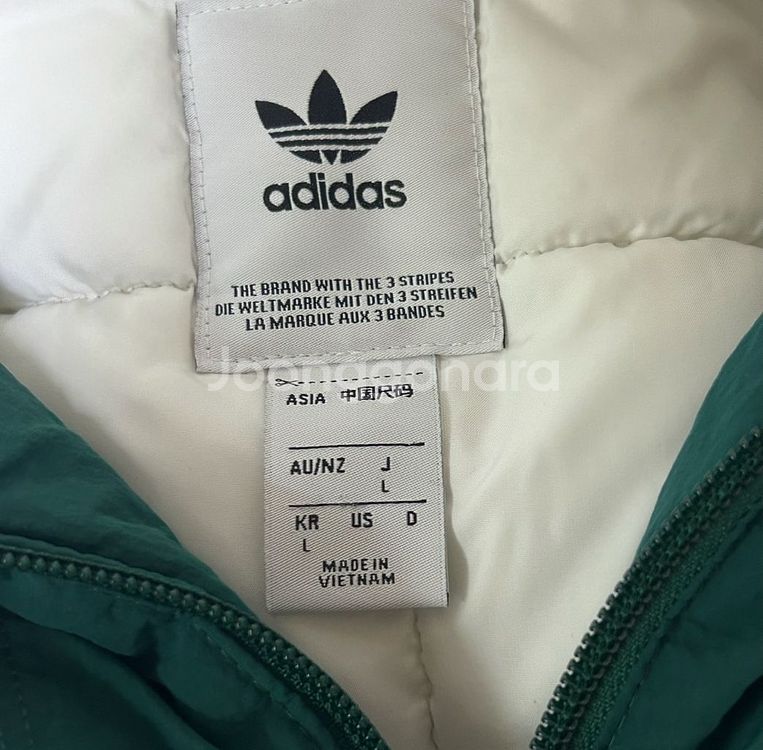 adidas
THE BRAND WITH THE 3 STRIPES
DIE WELTMARKE MIT DEN 3 STREIFEN
LA MARQUE AUX 3 BANDES
Joonggonara
ASIA 中国尺码
AU/NZ J
L
KR US D
L
MADE IN
VIETNAM